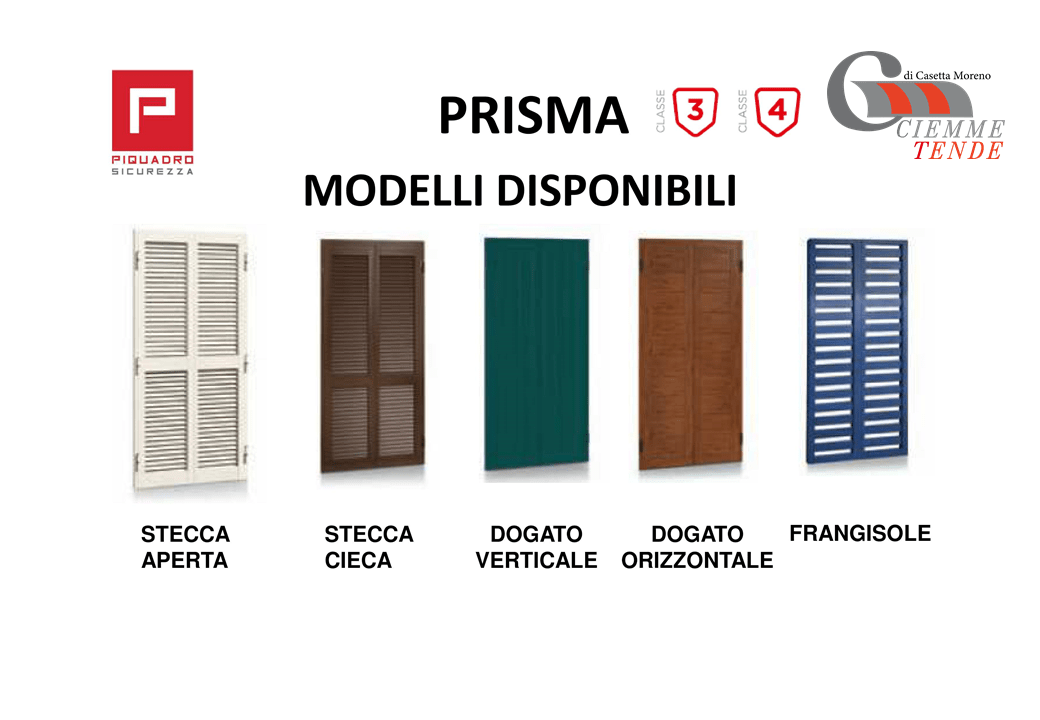 P
PIQUADRO
SICUREZZA
PRISMA
CLASSE 3
CLASSE 4
di Casetta Moreno
CIEMME
TENDE
MODELLI DISPONIBILI
STECCA
APERTA
STECCA
CIECA
DOGATO
VERTICALE
DOGATO
ORIZZONTALE
FRANGISOLE